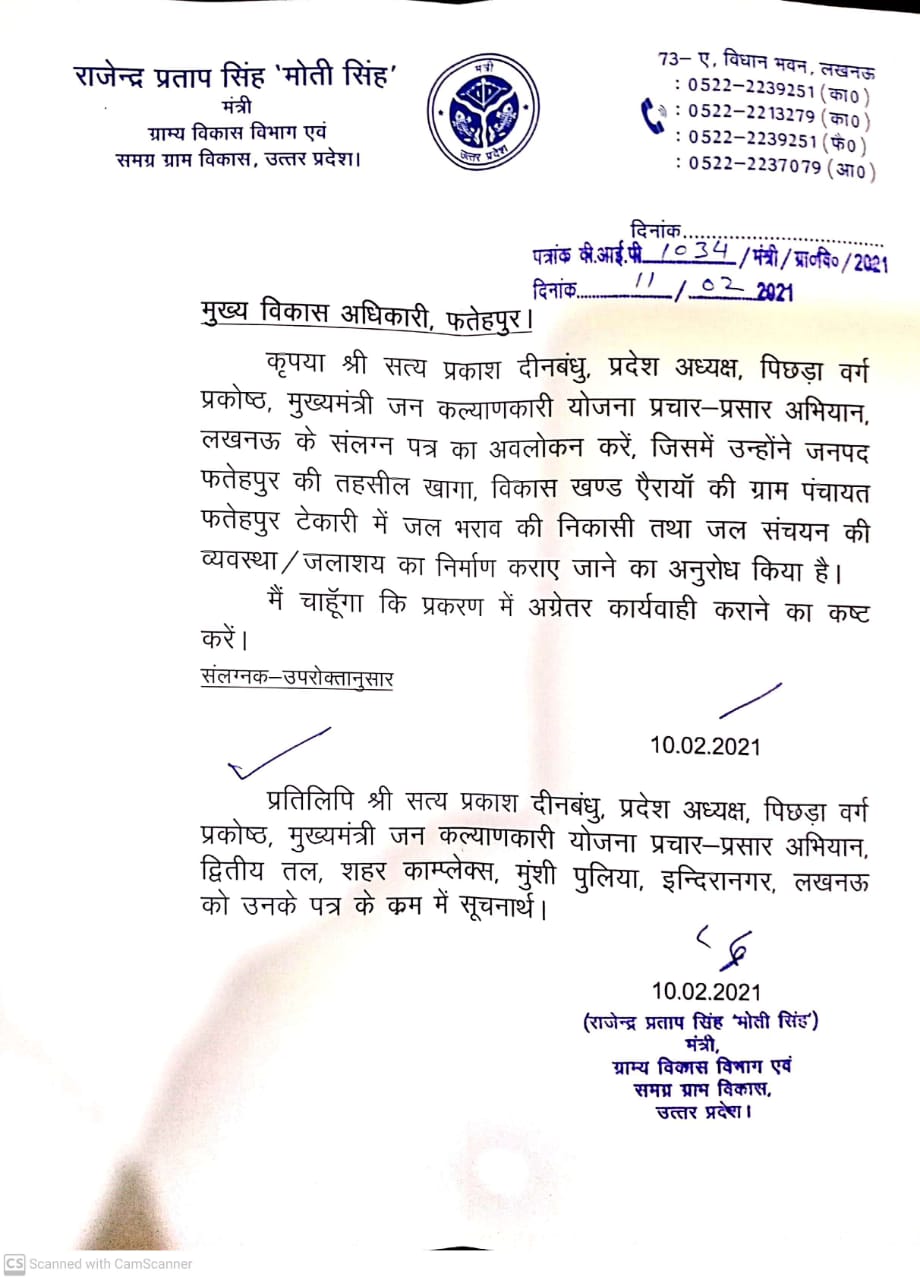 राजेन्द्र प्रताप सिंह 'मोती सिंह'
मंत्री
ग्राम्य विकास विभाग एवं
समग्र ग्राम विकास, उत्तर प्रदेश।
मंत्री
उत्तर प्रदेश
73– ए, विधान भवन, लखनऊ
: 0522–2239251 (का0)
: 0522–2213279 (का0)
: 0522–2239251 (फै0)
: 0522–2237079 (आ0)
दिनांक..............................
पत्रांक वी.आई.पी. 1034 /मंत्री/ग्रा०वि०/2021
दिनांक........ 11 / 02 2021
मुख्य विकास अधिकारी, फतेहपुर।
कृपया श्री सत्य प्रकाश दीनबंधु, प्रदेश अध्यक्ष, पिछड़ा वर्ग
प्रकोष्ठ, मुख्यमंत्री जन कल्याणकारी योजना प्रचार–प्रसार अभियान,
लखनऊ के संलग्न पत्र का अवलोकन करें, जिसमें उन्होंने जनपद
फतेहपुर की तहसील खागा, विकास खण्ड ऐरायॉ की ग्राम पंचायत
फतेहपुर टेकारी में जल भराव की निकासी तथा जल संचयन की
व्यवस्था/जलाशय का निर्माण कराए जाने का अनुरोध किया है।
मैं चाहूॅगा कि प्रकरण में अग्रेतर कार्यवाही कराने का कष्ट
करें।
संलग्नक–उपरोक्तानुसार
10.02.2021
प्रतिलिपि श्री सत्य प्रकाश दीनबंधु, प्रदेश अध्यक्ष, पिछड़ा वर्ग
प्रकोष्ठ, मुख्यमंत्री जन कल्याणकारी योजना प्रचार–प्रसार अभियान,
द्वितीय तल, शहर काम्प्लेक्स, मुंशी पुलिया, इन्दिरानगर, लखनऊ
को उनके पत्र के क्रम में सूचनार्थ।
10.02.2021
(राजेन्द्र प्रताप सिंह 'मोती सिंह')
मंत्री,
ग्राम्य विकास विभाग एवं
समग्र ग्राम विकास,
उत्तर प्रदेश।
CS Scanned with CamScanner